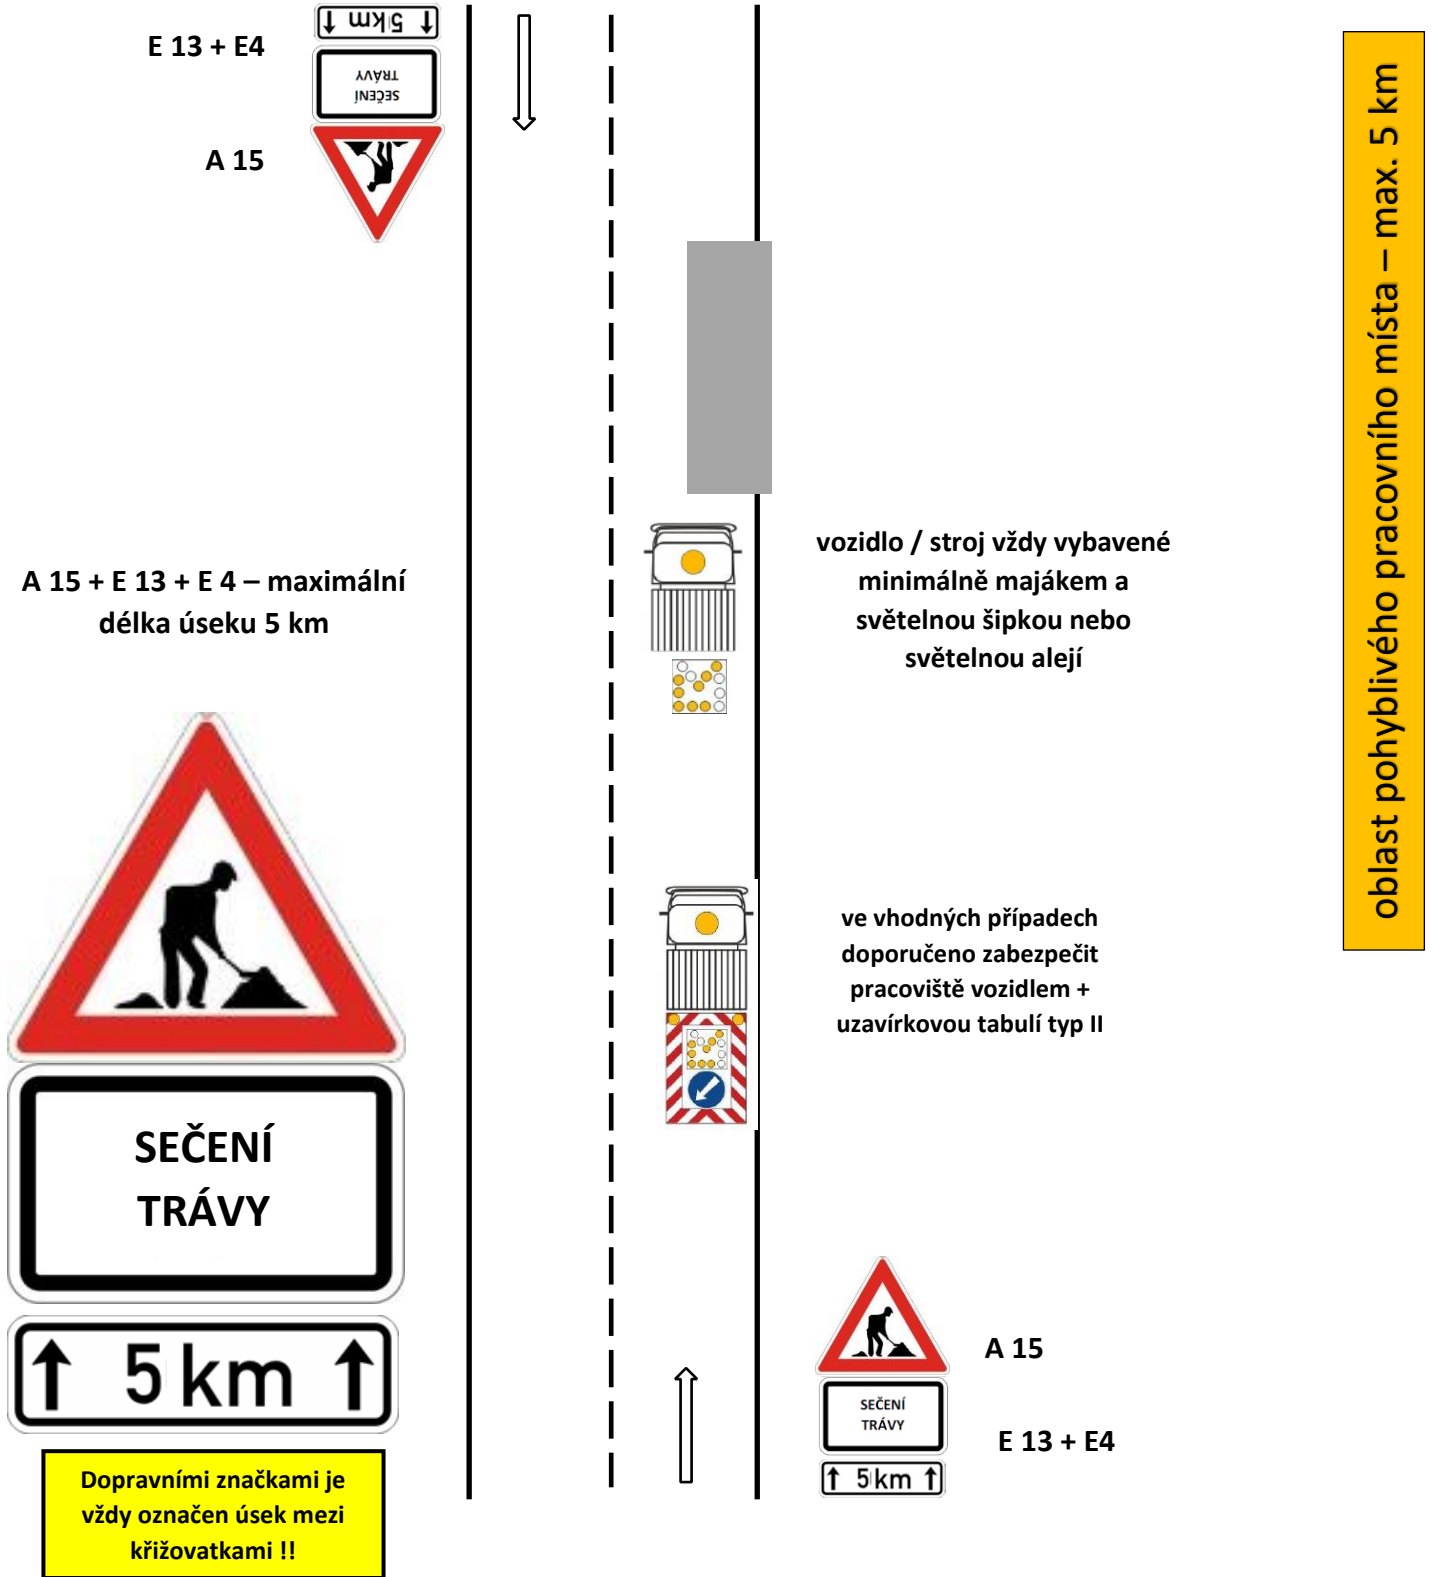 5 km
SEČENÍ
TRÁVY
E 13 + E4
A 15
oblast pohyblivého pracovního místa – max. 5 km
vozidlo / stroj vždy vybavené
minimálně majákem a
světelnou šipkou nebo
světelnou alejí
A 15 + E 13 + E 4 – maximální
délka úseku 5 km
ve vhodných případech
doporučeno zabezpečit
pracoviště vozidlem +
uzavírkovou tabulí typ II
SEČENÍ
TRÁVY
5 km
A 15
SEČENÍ
TRÁVY
E 13 + E4
5 km
Dopravními značkami je
vždy označen úsek mezi
křižovatkami !!